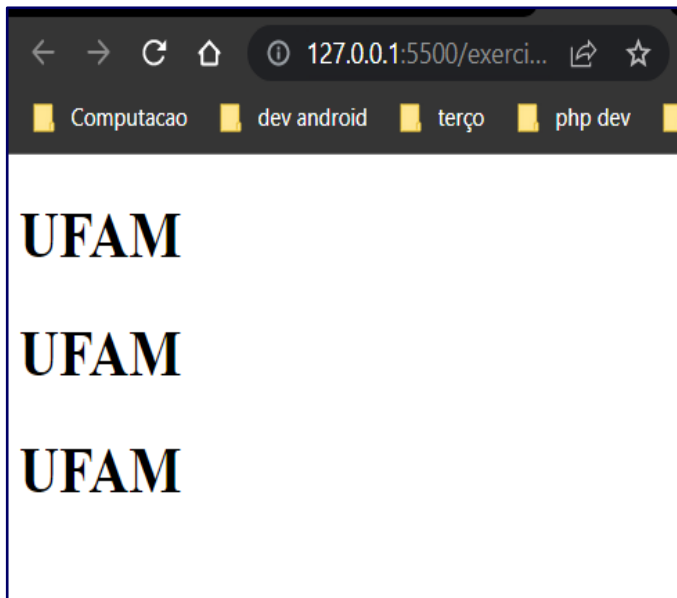 127.0.0.1:5500/exerci...
Computacao dev android terço php dev
UFAM
UFAM
UFAM